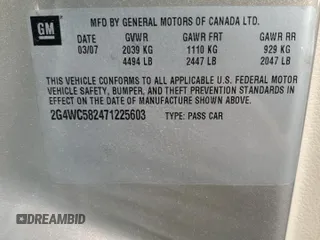 GM
MFD BY GENERAL MOTORS OF CANADA LTD.
DATE GVWR GAWR FRT GAWR RR
03/07 2039 KG 1110 KG 929 KG
4494 LB 2447 LB 2047 LB
THIS VEHICLE CONFORMS TO ALL APPLICABLE U.S. FEDERAL MOTOR
VEHICLE SAFETY, BUMPER, AND THEFT PREVENTION STANDARDS IN
EFFECT ON THE DATE OF MANUFACTURE SHOWN ABOVE.
2G4WC582471225603 TYPE: PASS CAR
DREAMBID